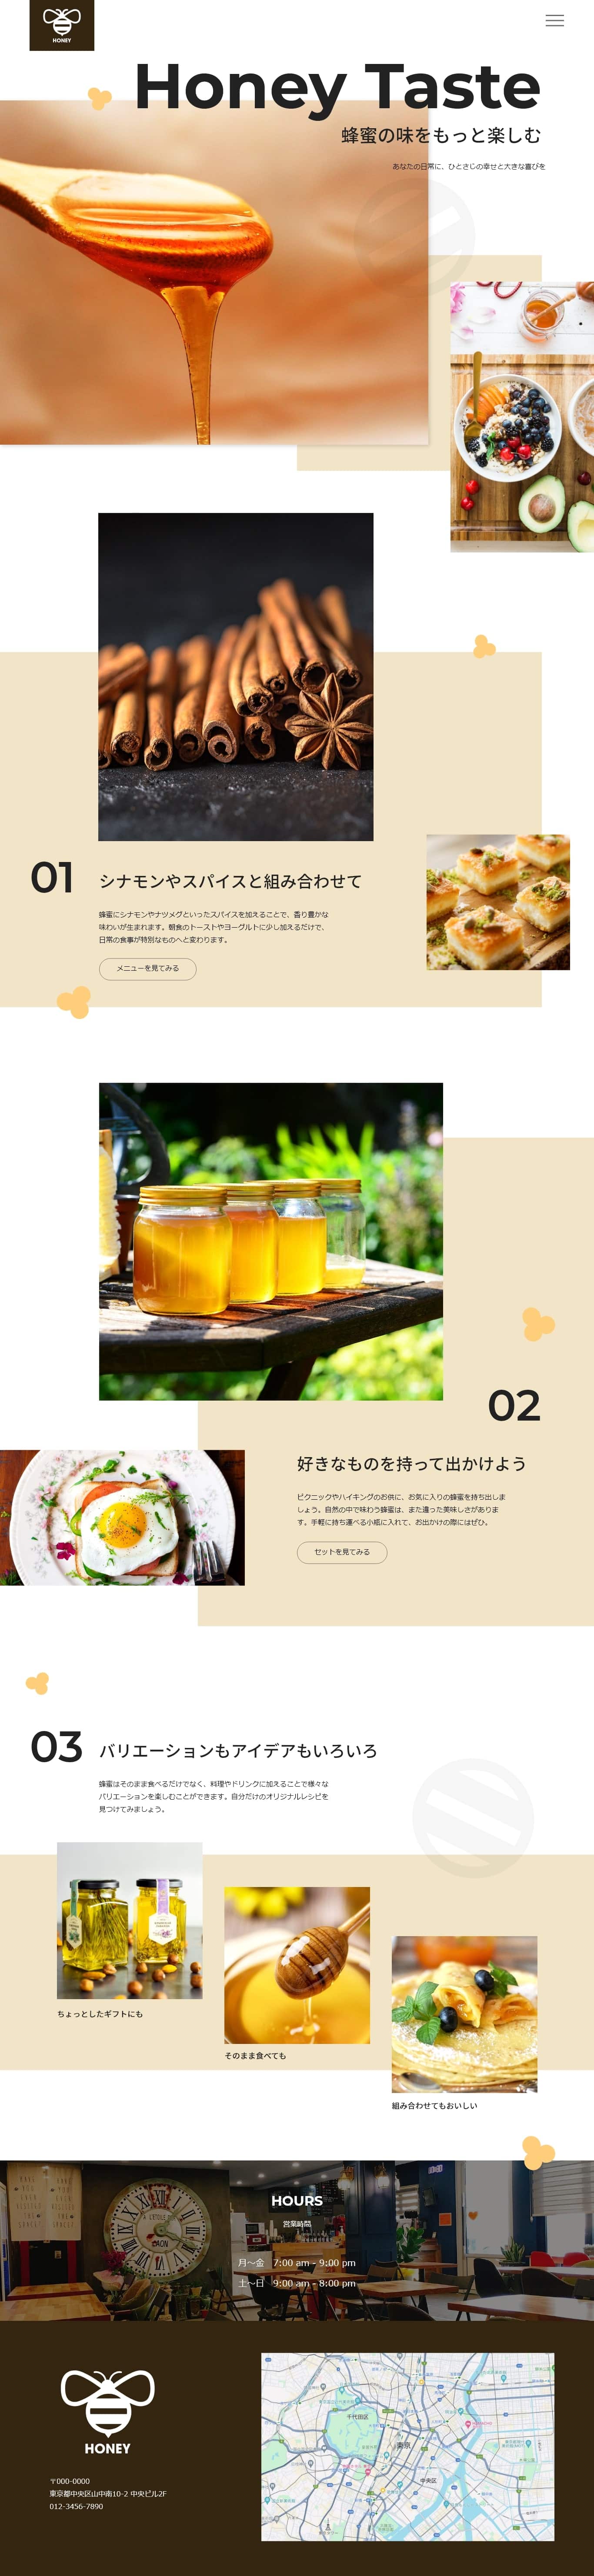 HONEY
Honey Taste
蜂蜜の味をもっと楽しむ
あなたの日常に、ひとさじの幸せと大きな喜びを
01
シナモンやスパイスと組み合わせて
蜂蜜にシナモンやナツメグといったスパイスを加えることで、香り豊かな
味わいが生まれます。朝食のトーストやヨーグルトに少し加えるだけで、
日常の食事が特別なものへと変わります。
メニューを見てみる
02
好きなものを持って出かけよう
ピクニックやハイキングのお供に、お気に入りの蜂蜜を持ち出しま
しょう。自然の中で味わう蜂蜜は、また違った美味しさがありま
す。手軽に持ち運べる小瓶に入れて、お出かけの際にはぜひ。
セットを見てみる
03
バリエーションもアイデアもいろいろ
蜂蜜はそのまま食べるだけでなく、料理やドリンクに加えることで様々な
バリエーションを楽しむことができます。自分だけのオリジナルレシピを
見つけてみましょう。
ちょっとしたギフトにも
そのまま食べても
組み合わせてもおいしい
HOURS
営業時間
月〜金 7:00 am - 9:00 pm
土〜日 9:00 am - 8:00 pm
HONEY
〒000-0000
東京都中央区山中南10-2 中央ビル2F
012-3456-7890
千代田区
東京
中央区